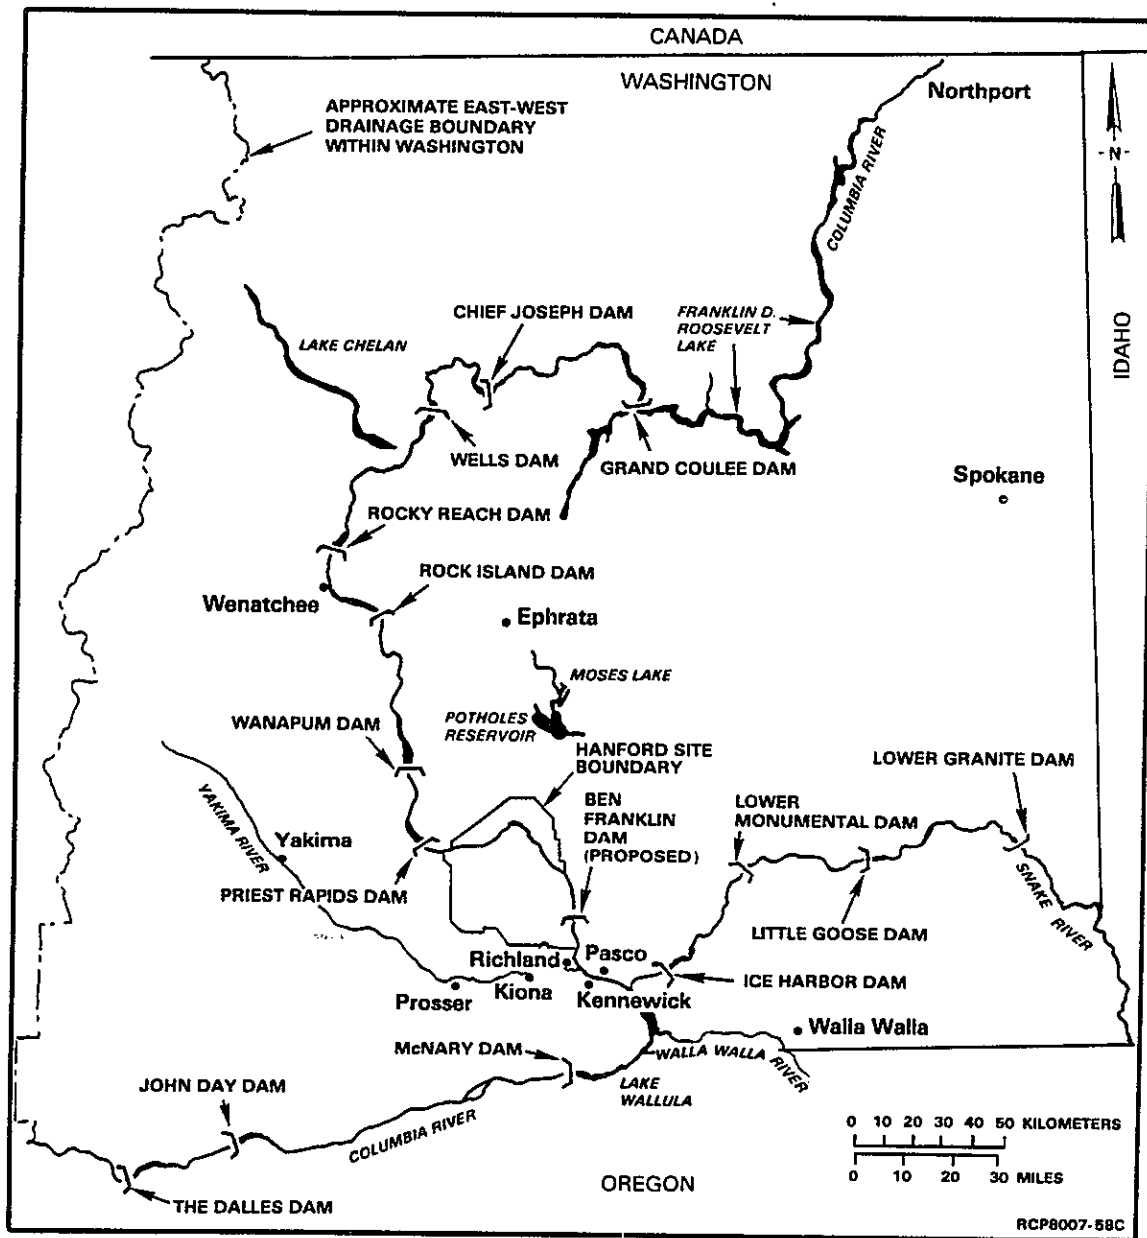 CANADA
WASHINGTON
Northport
APPROXIMATE EAST-WEST
DRAINAGE BOUNDARY
WITHIN WASHINGTON
-N-
COLUMBIA RIVER
IDAHO
CHIEF JOSEPH DAM
FRANKLIN D.
ROOSEVELT
LAKE
LAKE CHELAN
WELLS DAM
GRAND COULEE DAM
Spokane
ROCKY REACH DAM
ROCK ISLAND DAM
Wenatchee
Ephrata
MOSES LAKE
POTHOLES
RESERVOIR
WANAPUM DAM
HANFORD SITE
BOUNDARY
LOWER GRANITE DAM
YAKIMA RIVER
Yakima
BEN
FRANKLIN
DAM
(PROPOSED)
LOWER
MONUMENTAL DAM
PRIEST RAPIDS DAM
SNAKE RIVER
LITTLE GOOSE DAM
Richland
Pasco
ICE HARBOR DAM
Prosser
Kiona
Kennewick
Walla Walla
McNARY DAM
WALLA WALLA RIVER
LAKE
WALLULA
JOHN DAY DAM
COLUMBIA RIVER
0 10 20 30 40 50 KILOMETERS
0 10 20 30 MILES
THE DALLES DAM
OREGON
RCP8007-58C